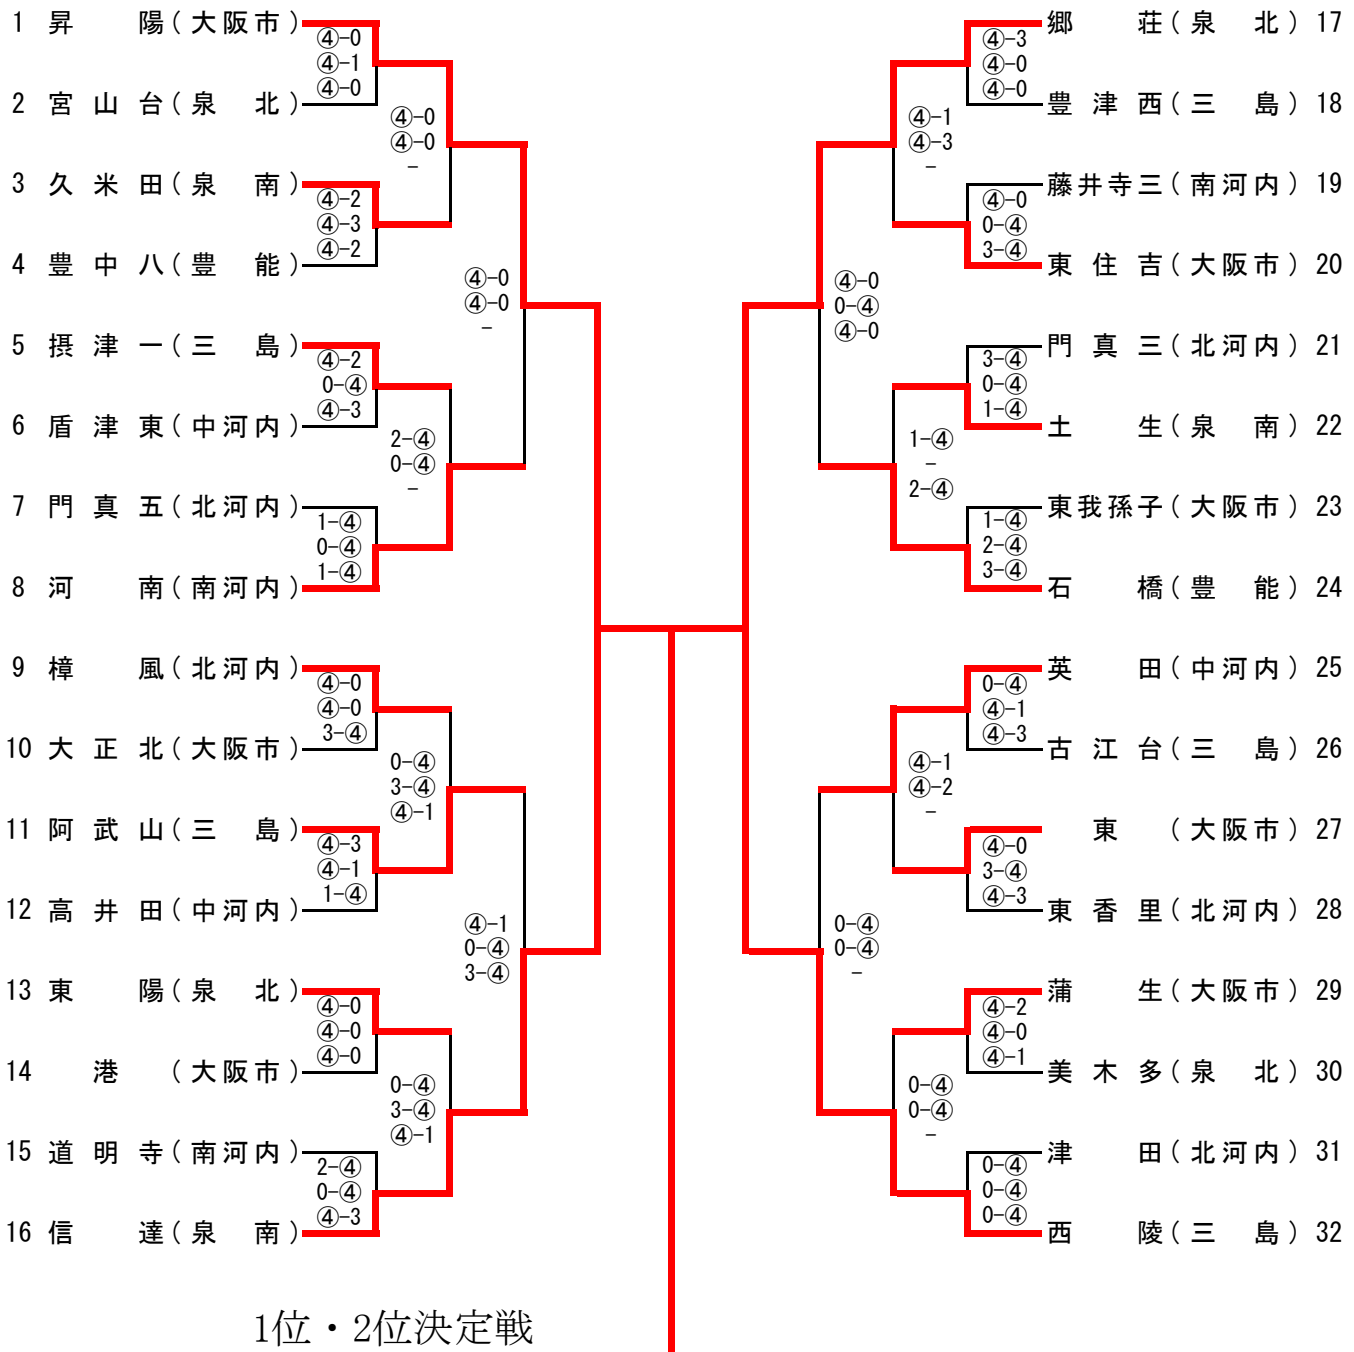 1 昇 陽(大阪市)
④-0
④-1
④-0
2 宮山台(泉 北)
④-0
④-0
-
3 久米田(泉 南)
④-2
④-3
④-2
4 豊中八(豊 能)
④-0
④-0
-
5 摂津一(三 島)
④-2
0-④
④-3
6 盾津東(中河内)
2-④
0-④
-
7 門真五(北河内)
1-④
0-④
1-④
8 河 南(南河内)
9 樟 風(北河内)
④-0
④-0
3-④
10 大正北(大阪市)
0-④
3-④
④-1
11 阿武山(三 島)
④-3
④-1
1-④
12 高井田(中河内)
④-1
0-④
3-④
13 東 陽(泉 北)
④-0
④-0
④-0
14 港 (大阪市)
0-④
3-④
④-1
15 道明寺(南河内)
2-④
0-④
④-3
16 信 達(泉 南)
郷 荘(泉 北) 17
④-3
④-0
④-0
豊津西(三 島) 18
④-1
④-3
-
藤井寺三(南河内) 19
④-0
0-④
3-④
東住吉(大阪市) 20
④-0
0-④
④-0
門真三(北河内) 21
3-④
0-④
1-④
土 生(泉 南) 22
1-④
-
2-④
東我孫子(大阪市) 23
1-④
2-④
3-④
石 橋(豊 能) 24
英 田(中河内) 25
0-④
④-1
④-3
古江台(三 島) 26
④-1
④-2
-
東 (大阪市) 27
④-0
3-④
④-3
東香里(北河内) 28
0-④
0-④
-
蒲 生(大阪市) 29
④-2
④-0
④-1
美木多(泉 北) 30
0-④
0-④
-
津 田(北河内) 31
0-④
0-④
0-④
西 陵(三 島) 32
1位・2位決定戦